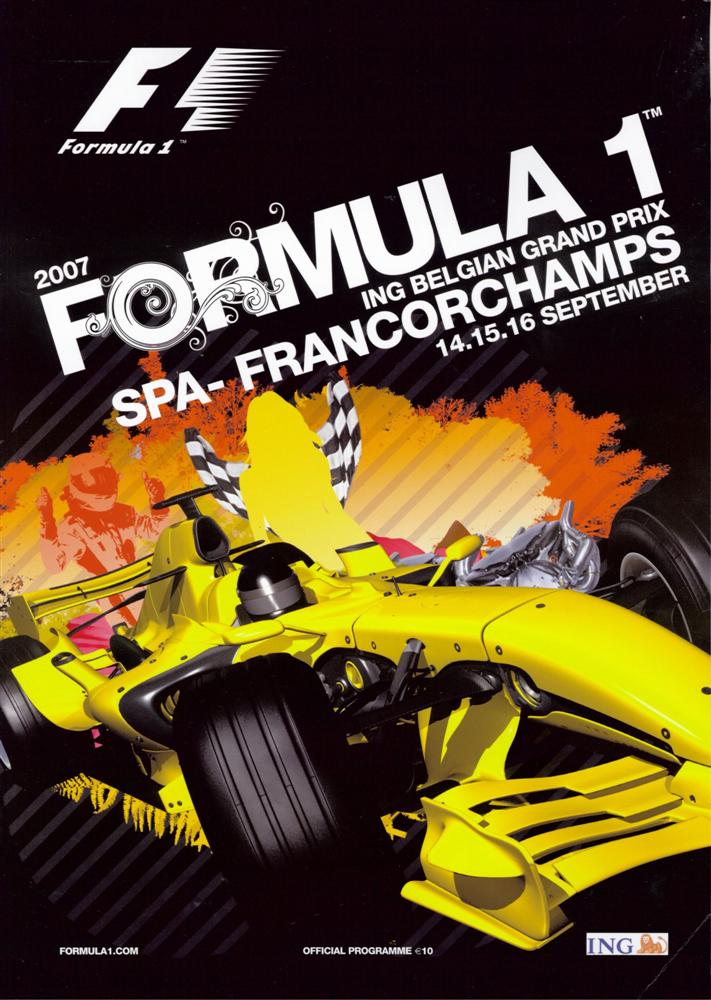 F1
Formula 1™
2007
FORMULA 1™
ING BELGIAN GRAND PRIX
SPA-FRANCORCHAMPS
14.15.16 SEPTEMBER
FORMULA1.COM
OFFICIAL PROGRAMME €10
ING